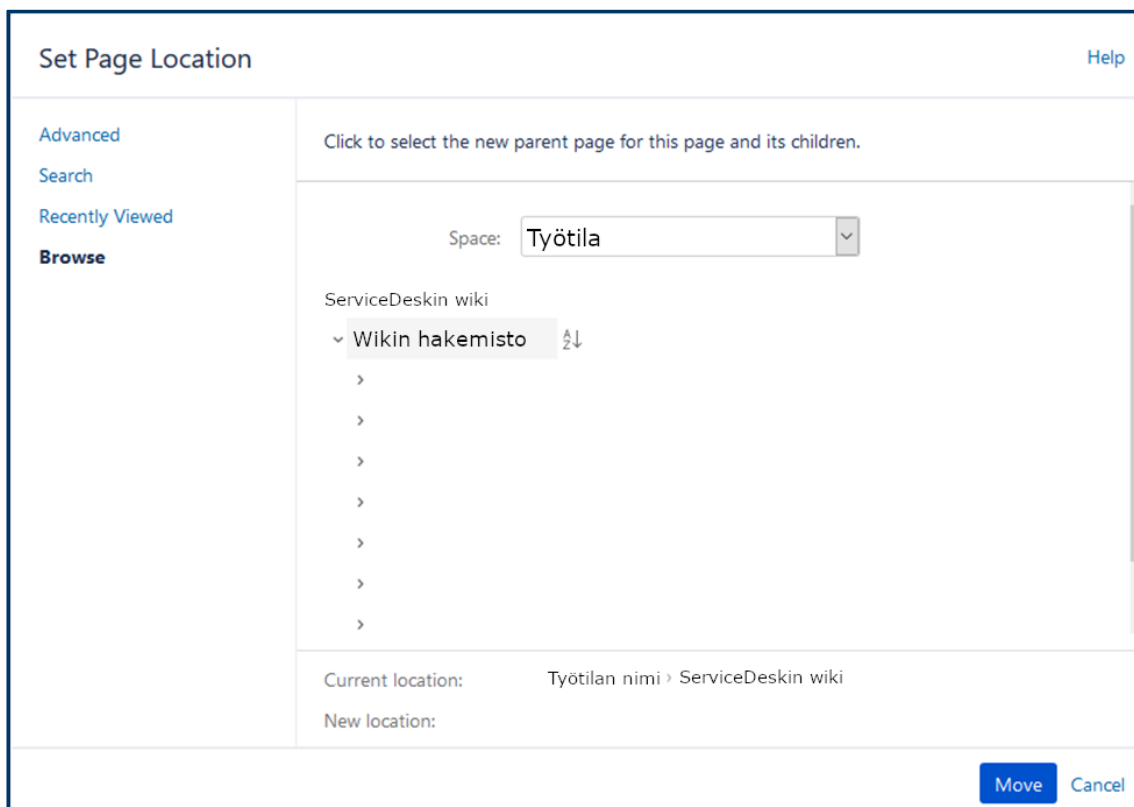 Set Page Location
Help
Advanced
Search
Recently Viewed
Browse
Click to select the new parent page for this page and its children.
Space: Työtila
ServiceDeskin wiki
Wikin hakemisto
Current location: Työtilan nimi › ServiceDeskin wiki
New location:
Move Cancel